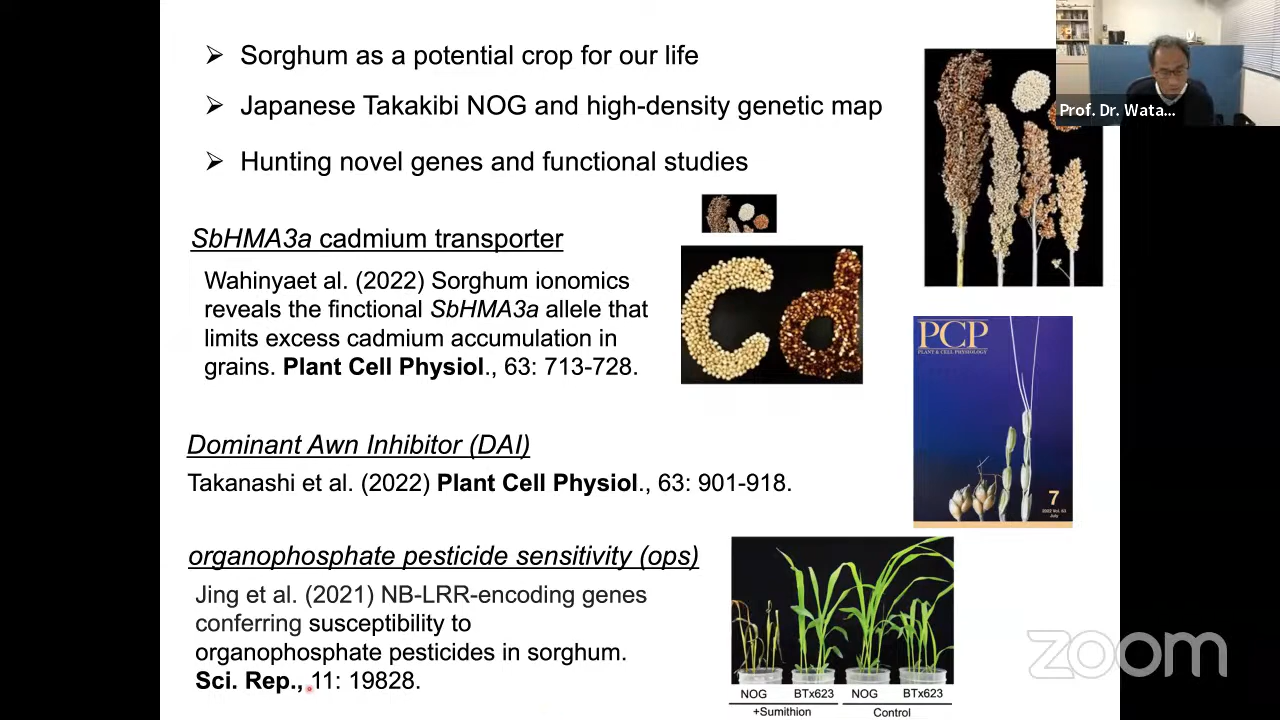 ➢ Sorghum as a potential crop for our life
➢ Japanese Takakibi NOG and high-density genetic map
➢ Hunting novel genes and functional studies
Prof. Dr. Wata...
SbHMA3a cadmium transporter
Wahinyaet al. (2022) Sorghum ionomics
reveals the finctional SbHMA3a allele that
limits excess cadmium accumulation in
grains. Plant Cell Physiol., 63: 713-728.
Cd
PCP
PLANT & CELL PHYSIOLOGY
7
2022 Vol. 63
July
Dominant Awn Inhibitor (DAI)
Takanashi et al. (2022) Plant Cell Physiol., 63: 901-918.
organophosphate pesticide sensitivity (ops)
Jing et al. (2021) NB-LRR-encoding genes
conferring susceptibility to
organophosphate pesticides in sorghum.
Sci. Rep., 11: 19828.
NOG BTx623 NOG BTx623
+Sumithion Control
zoom